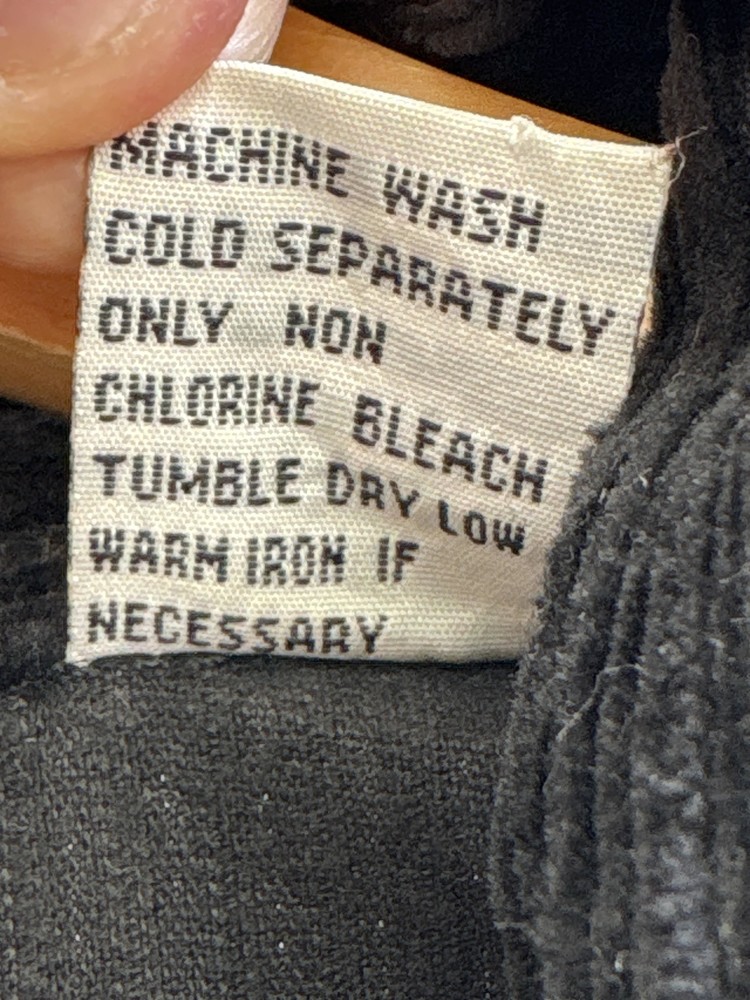 MACHINE WASH
COLD SEPARATELY
ONLY NON
CHLORINE BLEACH
TUMBLE DRY LOW
WARM IRON IF
NECESSARY